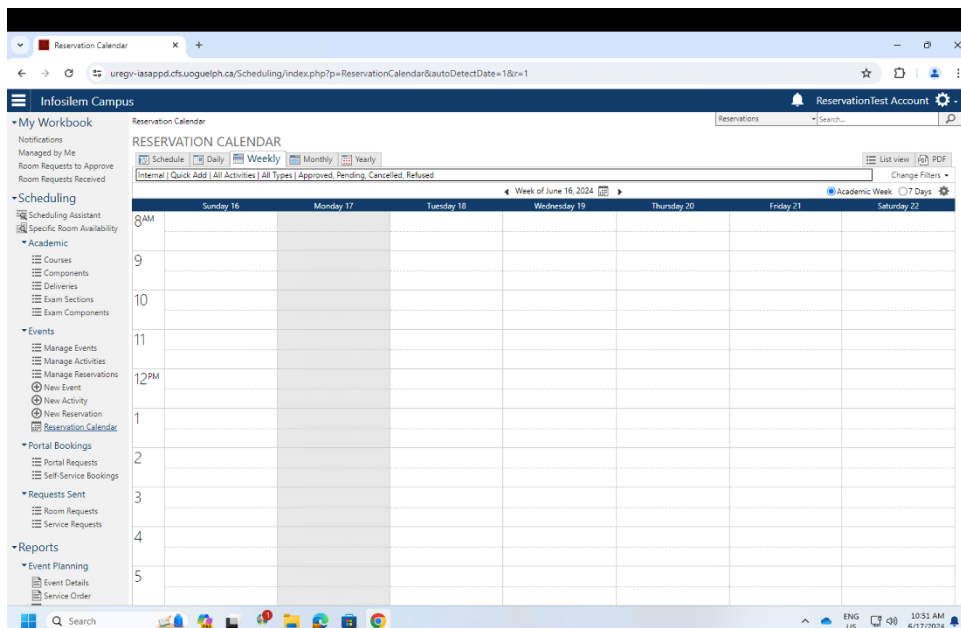 Reservation Calendar
uregv-iasappd.cfs.uoguelph.ca/Scheduling/index.php?p=ReservationCalendar&autoDetectDate=1&r=1
Infosilem Campus
ReservationTest Account
My Workbook
Notifications
Managed by Me
Room Requests to Approve
Room Requests Received
Scheduling
Scheduling Assistant
Specific Room Availability
Academic
Courses
Components
Deliveries
Exam Sections
Exam Components
Events
Manage Events
Manage Activities
Manage Reservations
New Event
New Activity
New Reservation
Reservation Calendar
Portal Bookings
Portal Requests
Self-Service Bookings
Requests Sent
Room Requests
Service Requests
Reports
Event Planning
Event Details
Service Order
Reservation Calendar
Reservations
Search...
RESERVATION CALENDAR
Schedule Daily Weekly Monthly Yearly
List view PDF
Internal | Quick Add | All Activities | All Types | Approved, Pending, Cancelled, Refused
Change Filters
Week of June 16, 2024
Academic Week 7 Days
Sunday 16 Monday 17 Tuesday 18 Wednesday 19 Thursday 20 Friday 21 Saturday 22
8AM
9
10
11
12PM
1
2
3
4
5
Search
1
ENG
US
10:51 AM
6/17/2024